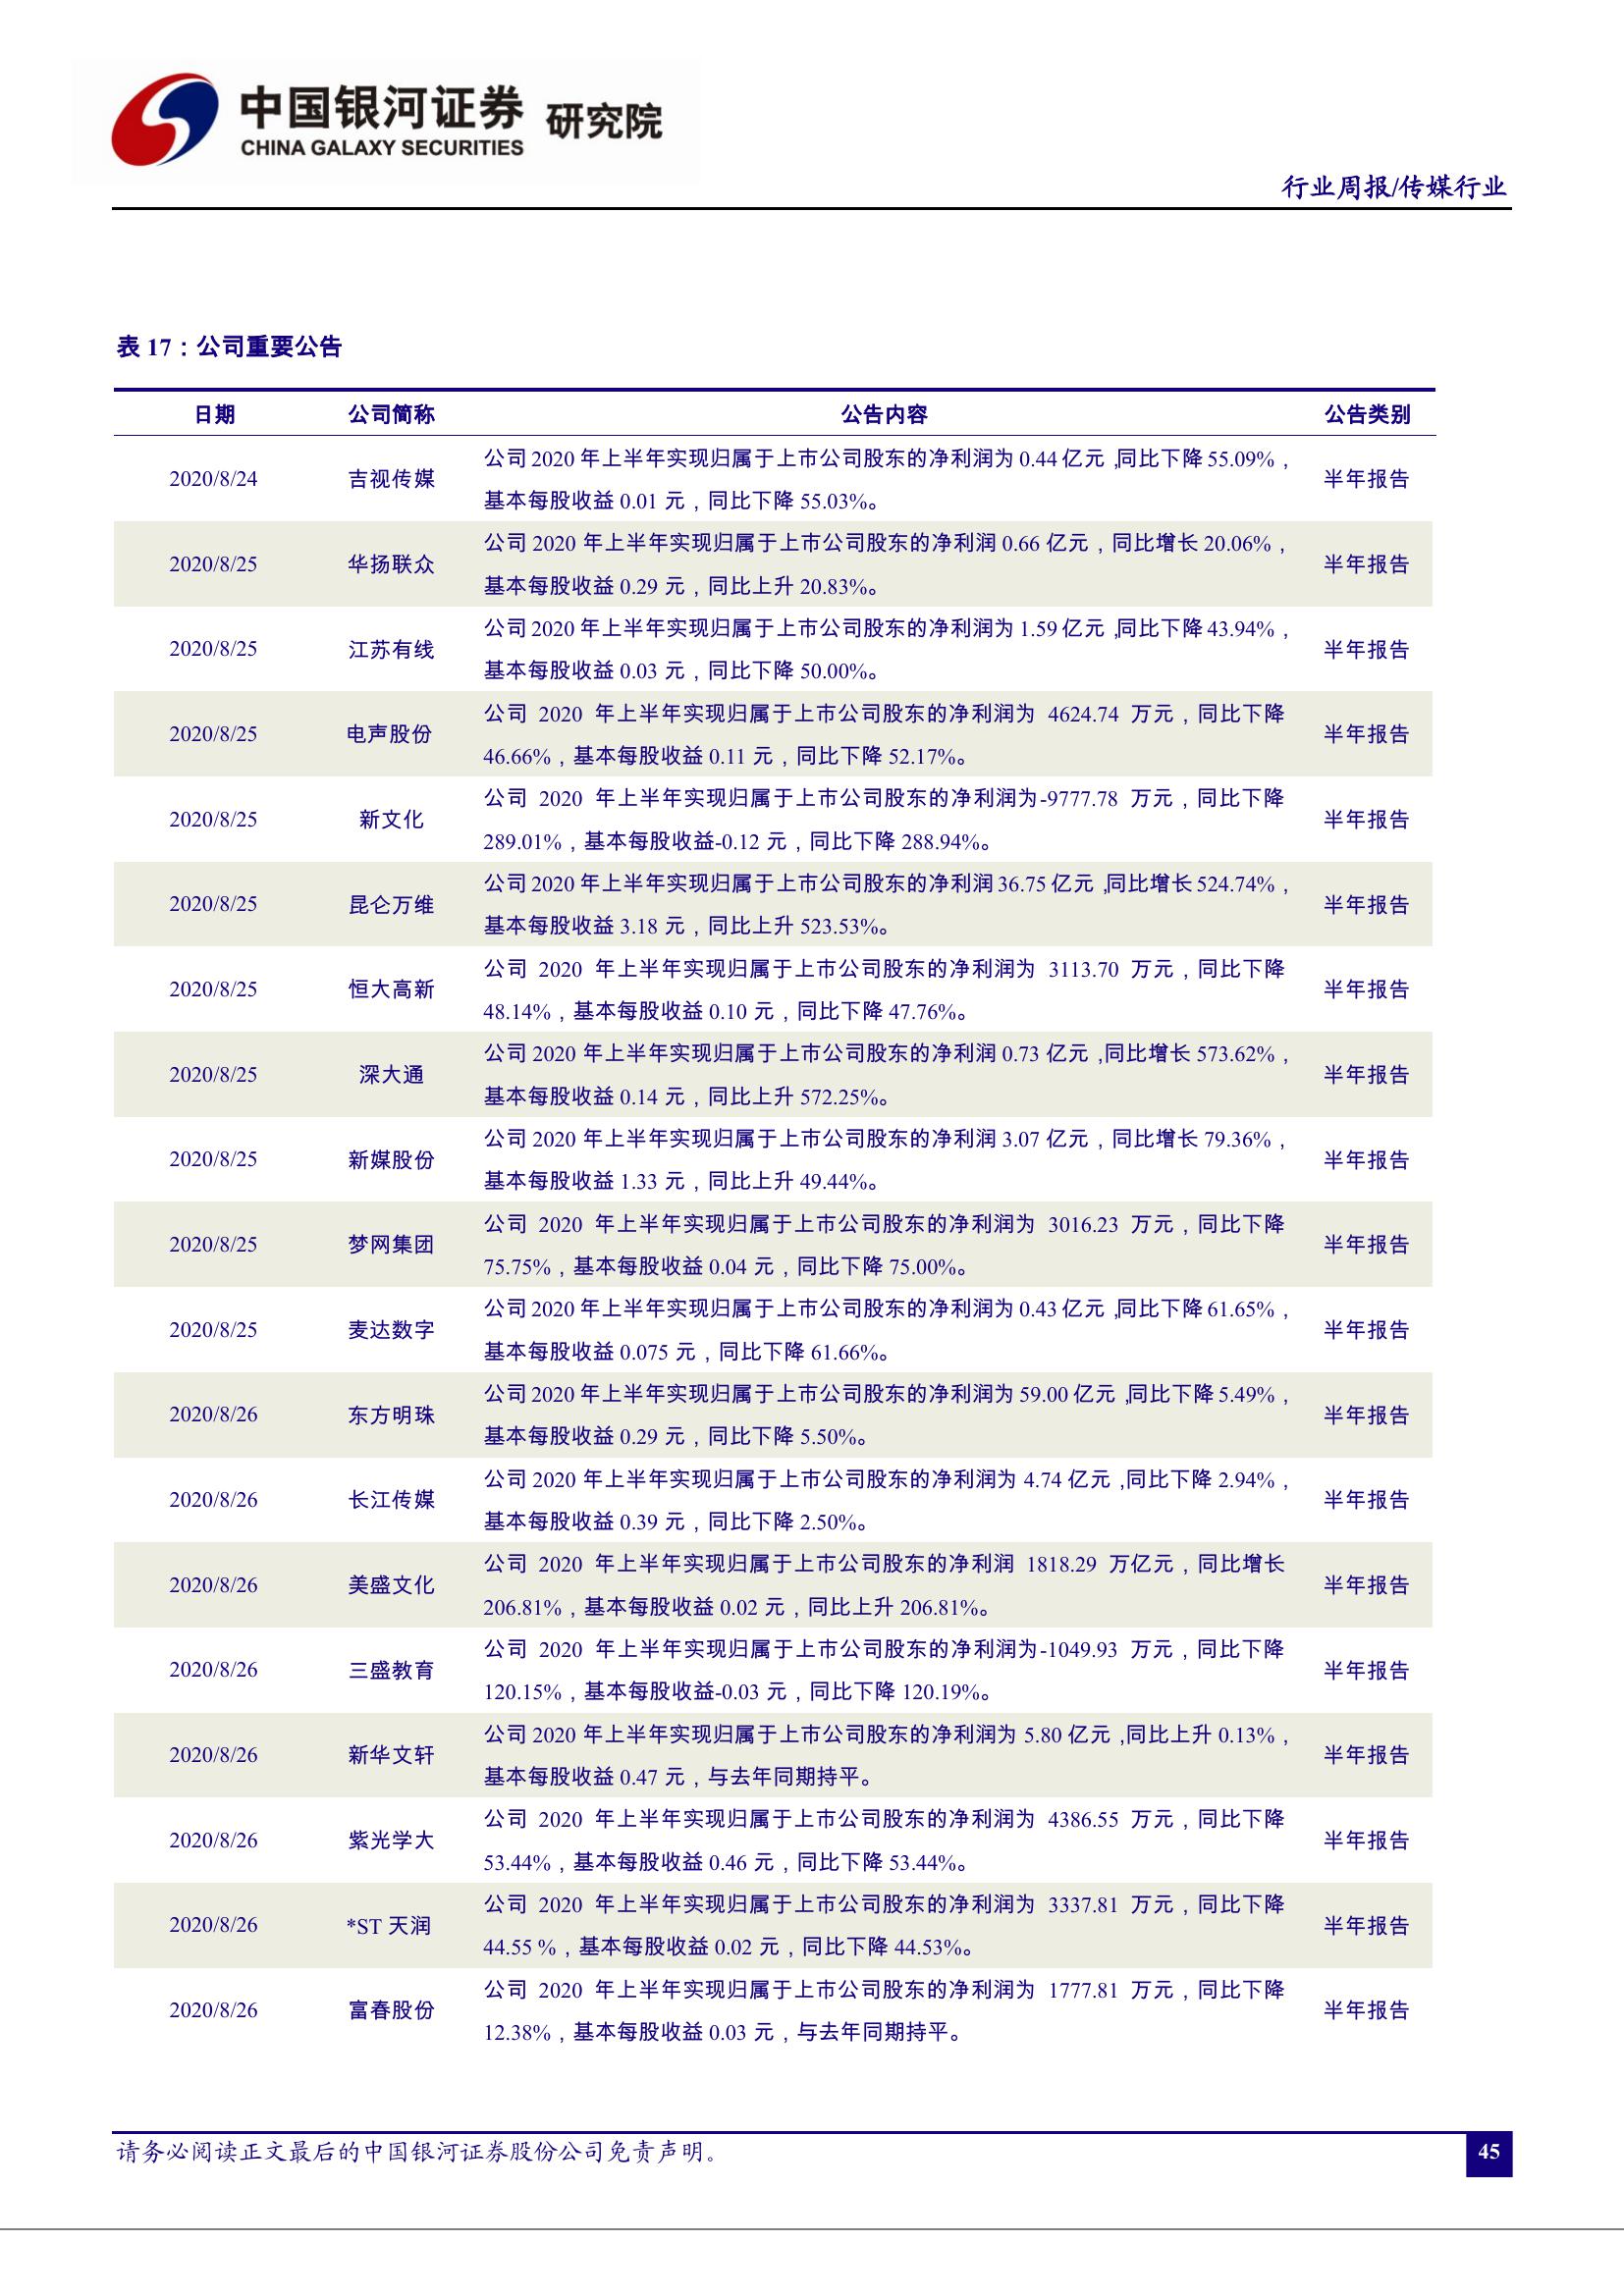 中国银河证券 研究院
CHINA GALAXY SECURITIES
行业周报/传媒行业
表 17：公司重要公告
日期 公司简称 公告内容 公告类别
公司 2020 年上半年实现归属于上市公司股东的净利润为 0.44 亿元，同比下降 55.09%，
2020/8/24 吉视传媒 半年报告
基本每股收益 0.01 元，同比下降 55.03%。
公司 2020 年上半年实现归属于上市公司股东的净利润 0.66 亿元，同比增长 20.06%，
2020/8/25 华扬联众 半年报告
基本每股收益 0.29 元，同比上升 20.83%。
公司 2020 年上半年实现归属于上市公司股东的净利润为 1.59 亿元，同比下降 43.94%，
2020/8/25 江苏有线 半年报告
基本每股收益 0.03 元，同比下降 50.00%。
公司 2020 年上半年实现归属于上市公司股东的净利润为 4624.74 万元，同比下降
2020/8/25 电声股份 半年报告
46.66%，基本每股收益 0.11 元，同比下降 52.17%。
公司 2020 年上半年实现归属于上市公司股东的净利润为-9777.78 万元，同比下降
2020/8/25 新文化 半年报告
289.01%，基本每股收益-0.12 元，同比下降 288.94%。
公司 2020 年上半年实现归属于上市公司股东的净利润 36.75 亿元，同比增长 524.74%，
2020/8/25 昆仑万维 半年报告
基本每股收益 3.18 元，同比上升 523.53%。
公司 2020 年上半年实现归属于上市公司股东的净利润为 3113.70 万元，同比下降
2020/8/25 恒大高新 半年报告
48.14%，基本每股收益 0.10 元，同比下降 47.76%。
公司 2020 年上半年实现归属于上市公司股东的净利润 0.73 亿元，同比增长 573.62%，
2020/8/25 深大通 半年报告
基本每股收益 0.14 元，同比上升 572.25%。
公司 2020 年上半年实现归属于上市公司股东的净利润 3.07 亿元，同比增长 79.36%，
2020/8/25 新媒股份 半年报告
基本每股收益 1.33 元，同比上升 49.44%。
公司 2020 年上半年实现归属于上市公司股东的净利润为 3016.23 万元，同比下降
2020/8/25 梦网集团 半年报告
75.75%，基本每股收益 0.04 元，同比下降 75.00%。
公司 2020 年上半年实现归属于上市公司股东的净利润为 0.43 亿元，同比下降 61.65%，
2020/8/25 麦达数字 半年报告
基本每股收益 0.075 元，同比下降 61.66%。
公司 2020 年上半年实现归属于上市公司股东的净利润为 59.00 亿元，同比下降 5.49%，
2020/8/26 东方明珠 半年报告
基本每股收益 0.29 元，同比下降 5.50%。
公司 2020 年上半年实现归属于上市公司股东的净利润为 4.74 亿元，同比下降 2.94%，
2020/8/26 长江传媒 半年报告
基本每股收益 0.39 元，同比下降 2.50%。
公司 2020 年上半年实现归属于上市公司股东的净利润 1818.29 万亿元，同比增长
2020/8/26 美盛文化 半年报告
206.81%，基本每股收益 0.02 元，同比上升 206.81%。
公司 2020 年上半年实现归属于上市公司股东的净利润为-1049.93 万元，同比下降
2020/8/26 三盛教育 半年报告
120.15%，基本每股收益-0.03 元，同比下降 120.19%。
公司 2020 年上半年实现归属于上市公司股东的净利润为 5.80 亿元，同比上升 0.13%，
2020/8/26 新华文轩 半年报告
基本每股收益 0.47 元，与去年同期持平。
公司 2020 年上半年实现归属于上市公司股东的净利润为 4386.55 万元，同比下降
2020/8/26 紫光学大 半年报告
53.44%，基本每股收益 0.46 元，同比下降 53.44%。
公司 2020 年上半年实现归属于上市公司股东的净利润为 3337.81 万元，同比下降
2020/8/26 *ST 天润 半年报告
44.55 %，基本每股收益 0.02 元，同比下降 44.53%。
公司 2020 年上半年实现归属于上市公司股东的净利润为 1777.81 万元，同比下降
2020/8/26 富春股份 半年报告
12.38%，基本每股收益 0.03 元，与去年同期持平。
请务必阅读正文最后的中国银河证券股份公司免责声明。
45